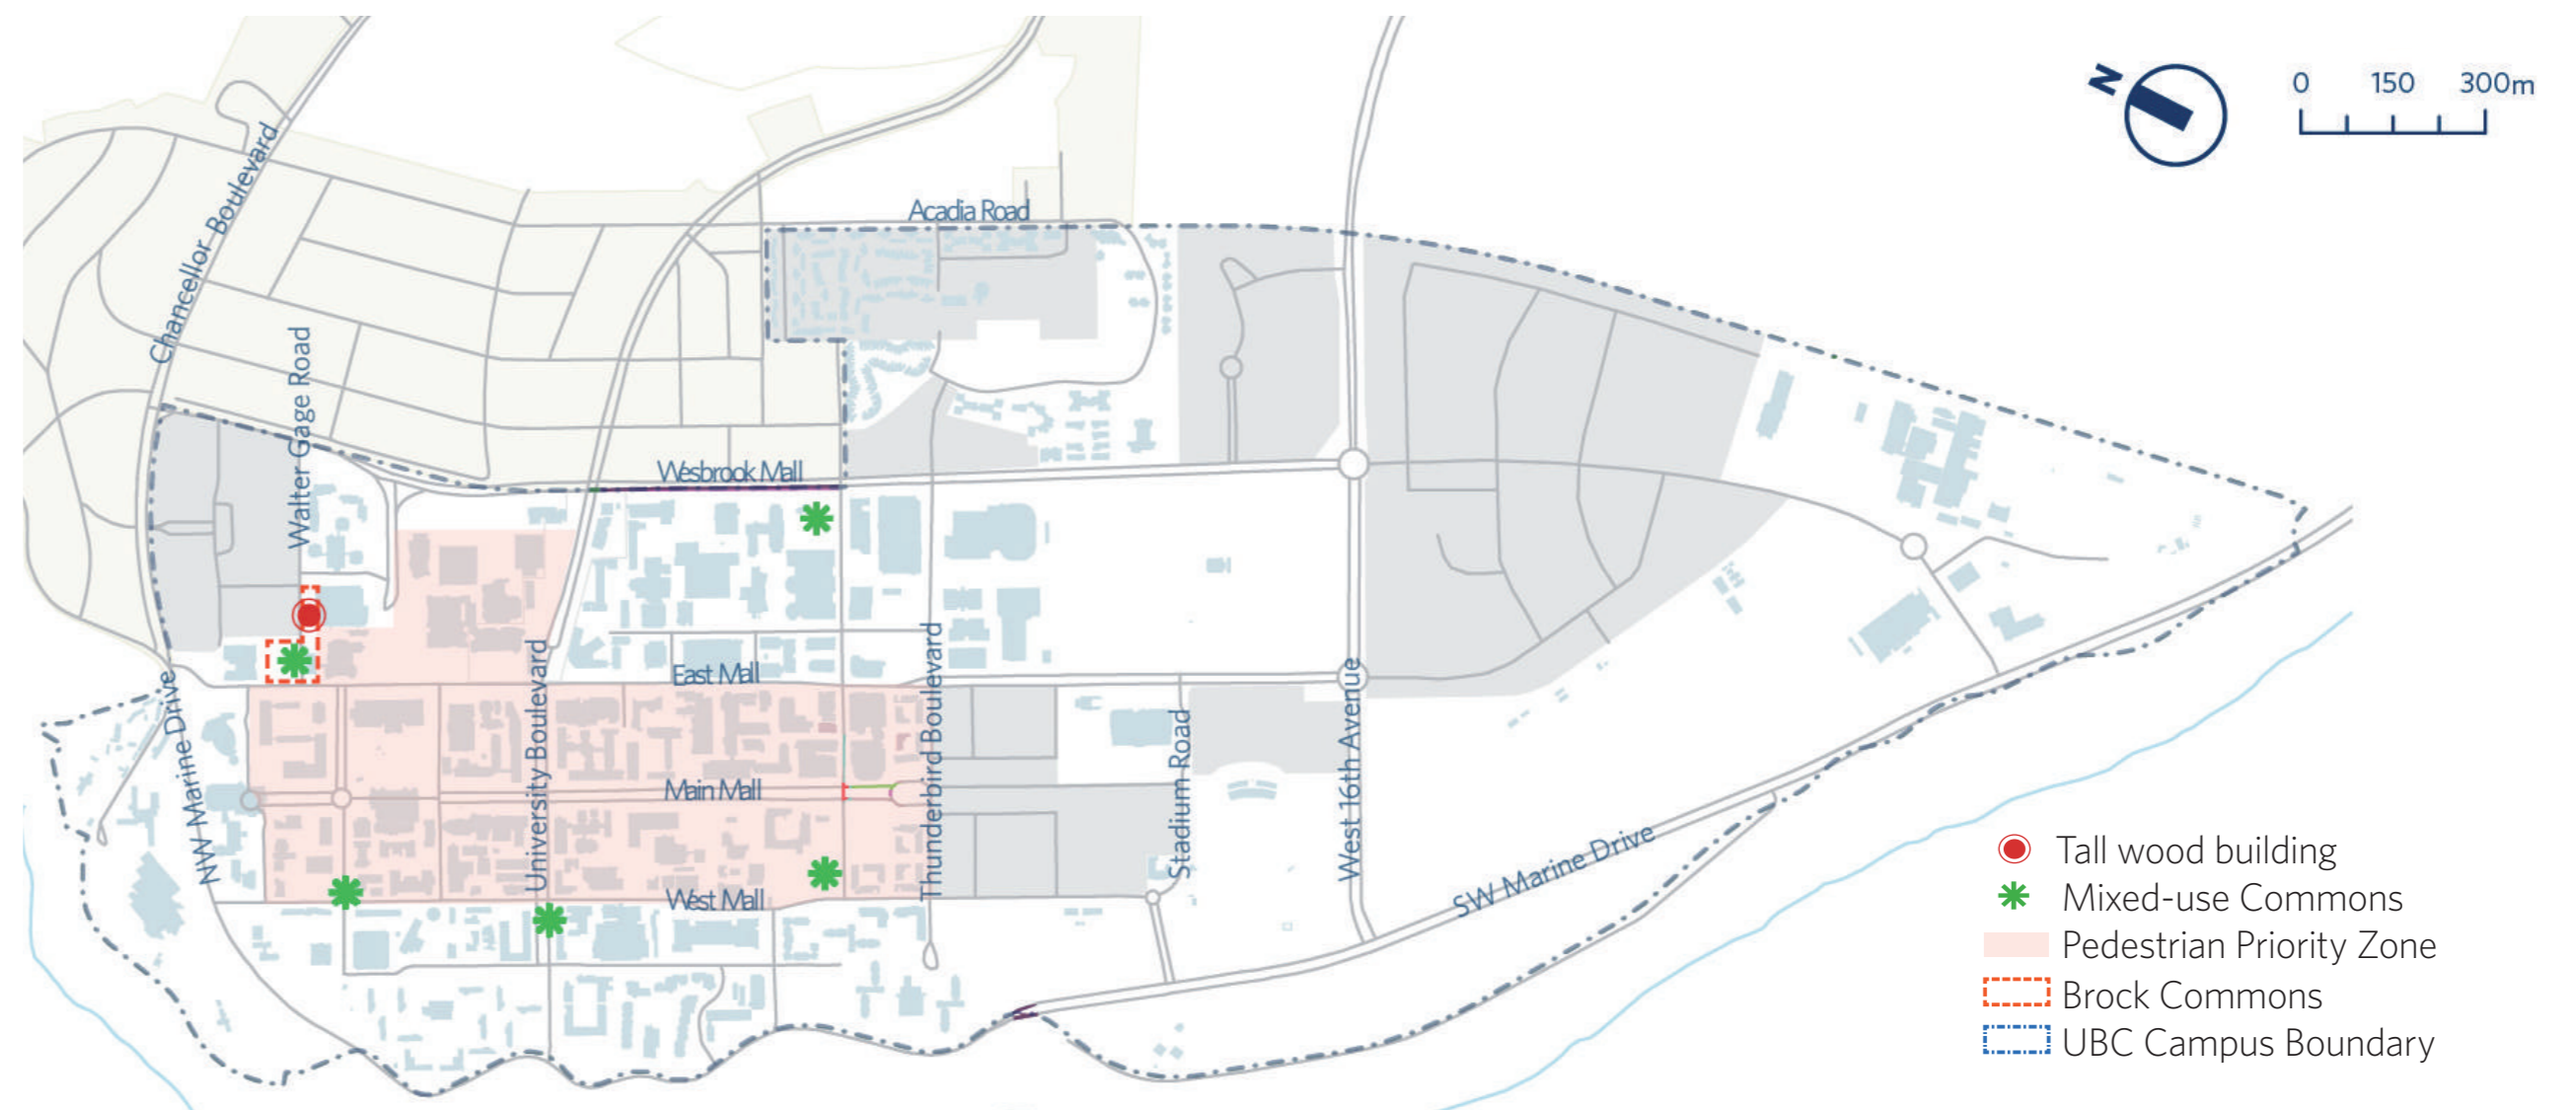 N
0 150 300m
Chancellor Boulevard
Acadia Road
Walter Gage Road
Wesbrook Mall
East Mall
NW Marine Drive
University Boulevard
Thunderbird Boulevard
Main Mall
Stadium Road
West 16th Avenue
West Mall
SW Marine Drive
Tall wood building
Mixed-use Commons
Pedestrian Priority Zone
Brock Commons
UBC Campus Boundary